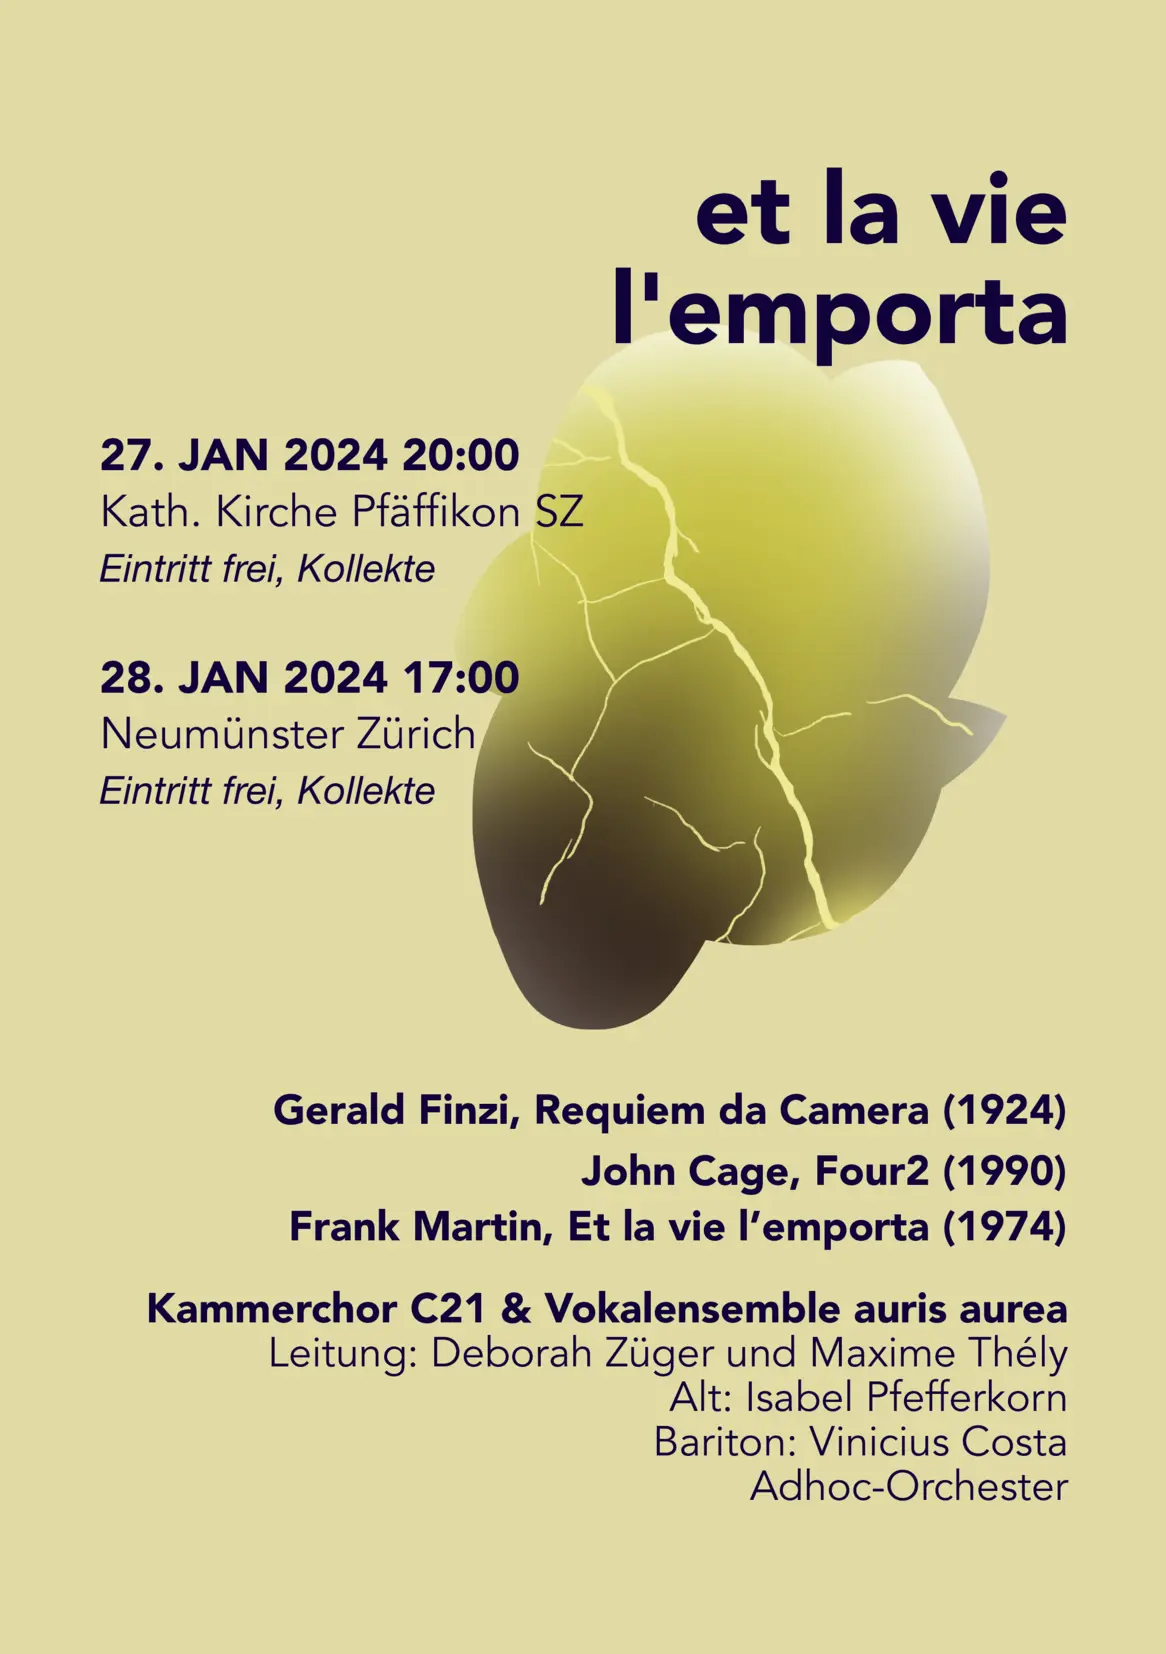 et la vie
l'emporta
27. JAN 2024 20:00
Kath. Kirche Pfäffikon SZ
Eintritt frei, Kollekte
28. JAN 2024 17:00
Neumünster Zürich
Eintritt frei, Kollekte
Gerald Finzi, Requiem da Camera (1924)
John Cage, Four2 (1990)
Frank Martin, Et la vie l’emporta (1974)
Kammerchor C21 & Vokalensemble auris aurea
Leitung: Deborah Züger und Maxime Thély
Alt: Isabel Pfefferkorn
Bariton: Vinicius Costa
Adhoc-Orchester